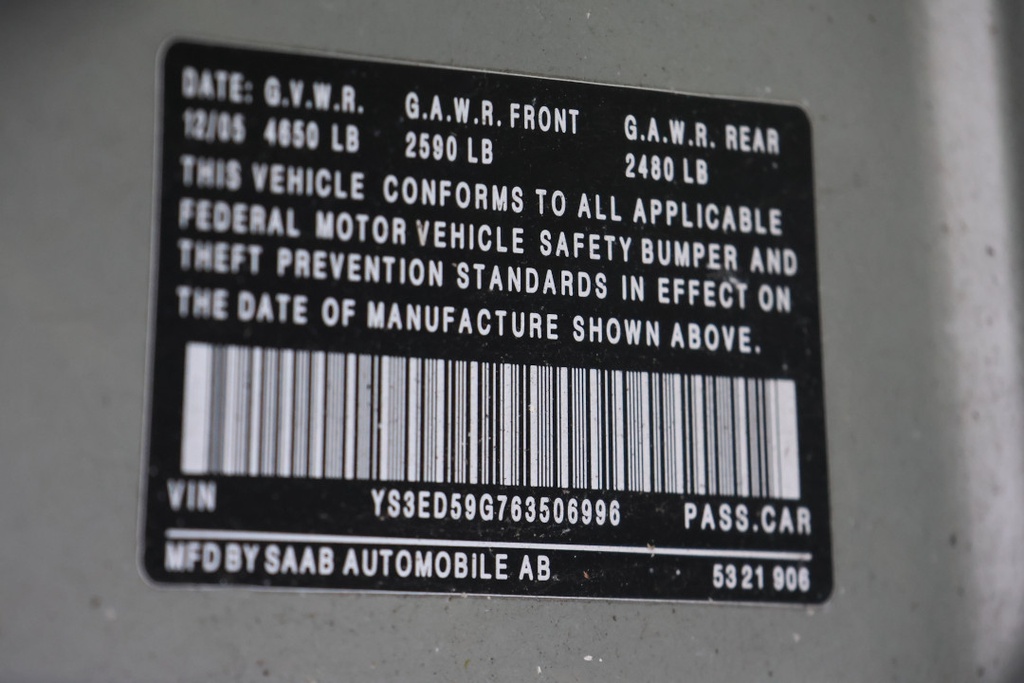 DATE: G.V.W.R. G.A.W.R. FRONT G.A.W.R. REAR
12/05 4650 LB 2590 LB 2480 LB
THIS VEHICLE CONFORMS TO ALL APPLICABLE
FEDERAL MOTOR VEHICLE SAFETY BUMPER AND
THEFT PREVENTION STANDARDS IN EFFECT ON
THE DATE OF MANUFACTURE SHOWN ABOVE.
VIN YS3ED59G763506996 PASS.CAR
MFD BY SAAB AUTOMOBILE AB 53 21 906